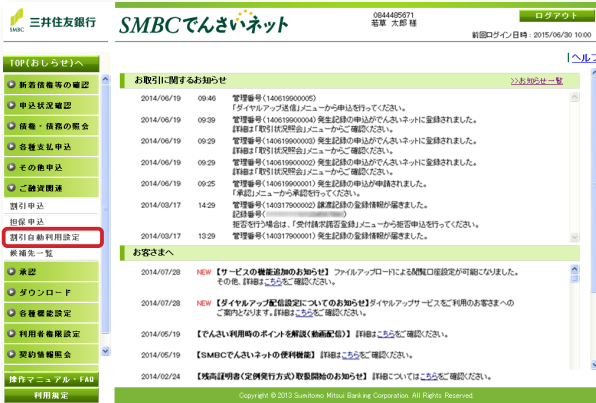 三井住友銀行
SMBC
SMBCでんさいネット
0844485671
若草 太郎 様
ログアウト
前回ログイン日時：2015/06/30 10:00
ヘルプ
TOP(おしらせ)へ
新着債権等の確認
申込状況確認
債権・債務の照会
各種支払申込
その他申込
ご融資関連
割引申込
担保申込
割引自動利用設定
候補先一覧
承認
ダウンロード
各種機能設定
利用者権限設定
契約情報照会
操作マニュアル・FAQ
利用規定
お取引に関するお知らせ
>>お知らせ一覧
2014/06/19 09:46 管理番号(140619900005)
「ダイヤルアップ送信」メニューから申込を行ってください。
2014/06/19 09:39 管理番号(140619900004) 発生記録の申込がでんさいネットに登録されました。
詳細は「取引状況照会」メニューからご確認ください。
2014/06/19 09:29 管理番号(140619900003) 発生記録の申込がでんさいネットに登録されました。
詳細は「取引状況照会」メニューからご確認ください。
2014/06/19 09:29 管理番号(140619900002) 発生記録の申込がでんさいネットに登録されました。
詳細は「取引状況照会」メニューからご確認ください。
2014/06/19 09:25 管理番号(140619900001) 発生記録の申込が申請されました。
「承認」メニューから承認を行ってください。
2014/03/17 14:29 管理番号(140317900002) 譲渡記録の登録情報が届きました。
記録番号(
拒否を行う場合は、「受付請求諾否登録」メニューから拒否申込を行ってください。
2014/03/17 13:29 管理番号(140317900001) 発生記録の登録情報が届きました。
お客さまへ
2014/07/28 NEW 【サービスの機能追加のお知らせ】 ファイルアップロードによる閲覧口座設定が可能になりました。
その他、詳細はこちらをご確認ください。
2014/07/28 NEW 【ダイヤルアップ配信設定についてのお知らせ】ダイヤルアップサービスをご利用のお客さまへの
ご案内となります。詳細はこちらをご確認ください。
2014/05/19 【でんさい利用時のポイントを解説(動画配信)】 詳細はこちらをご確認ください。
2014/05/19 【SMBCでんさいネットの便利機能】 詳細はこちらをご確認ください。
2014/02/24 【残高証明書(定例発行方式)取扱開始のお知らせ】 詳細についてはこちらをご確認ください。
Copyright © 2013 Sumitomo Mitsui Banking Corporation. All Rights Reserved.